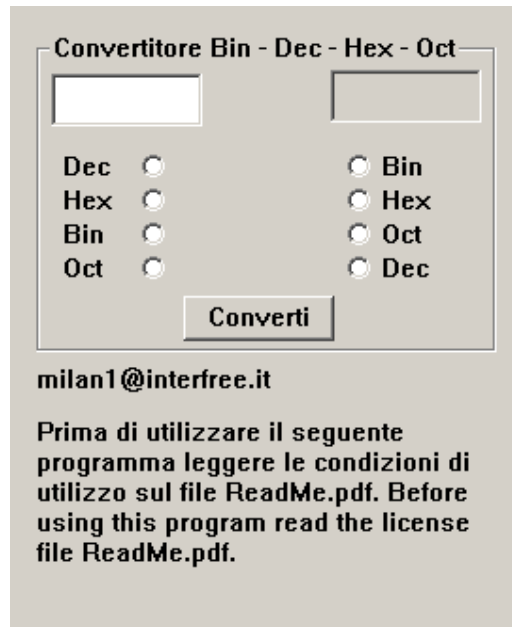 Convertitore Bin - Dec - Hex - Oct
Dec Bin
Hex Hex
Bin Oct
Oct Dec
Converti
milan1@interfree.it
Prima di utilizzare il seguente
programma leggere le condizioni di
utilizzo sul file ReadMe.pdf. Before
using this program read the license
file ReadMe.pdf.